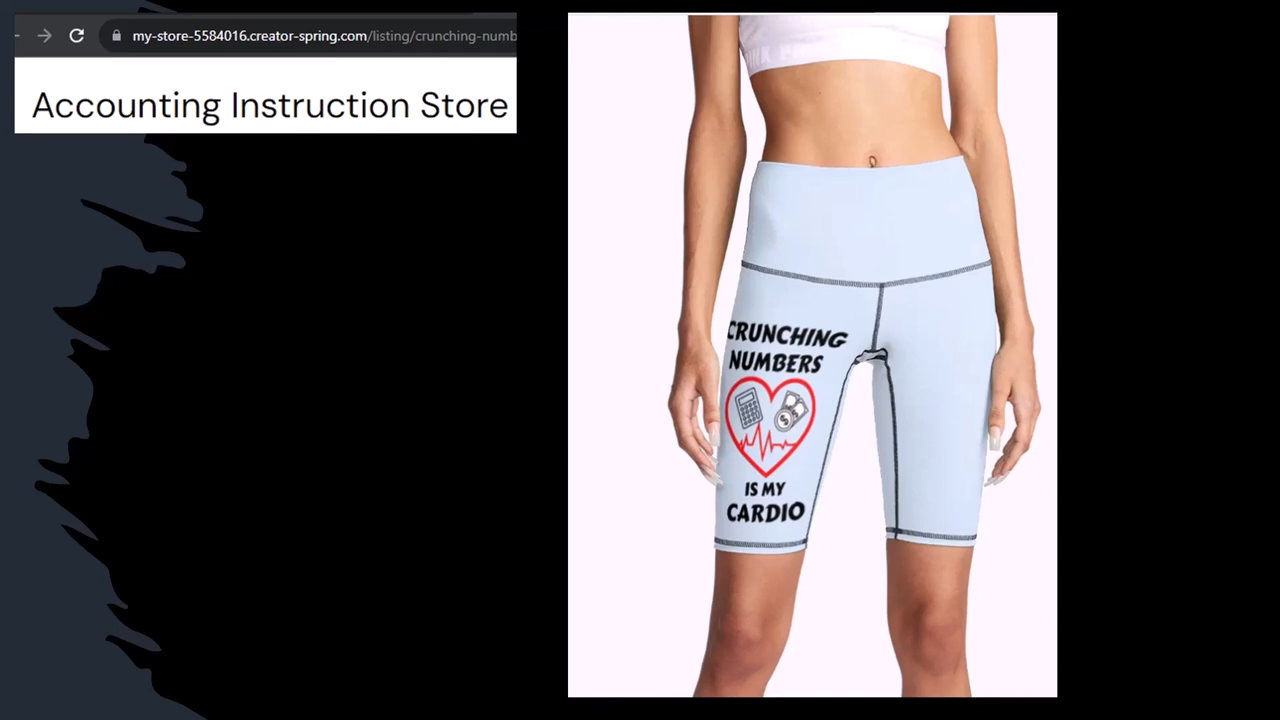 my-store-5584016.creator-spring.com/listing/crunching-numb
Accounting Instruction Store
CRUNCHING
NUMBERS
IS MY
CARDIO